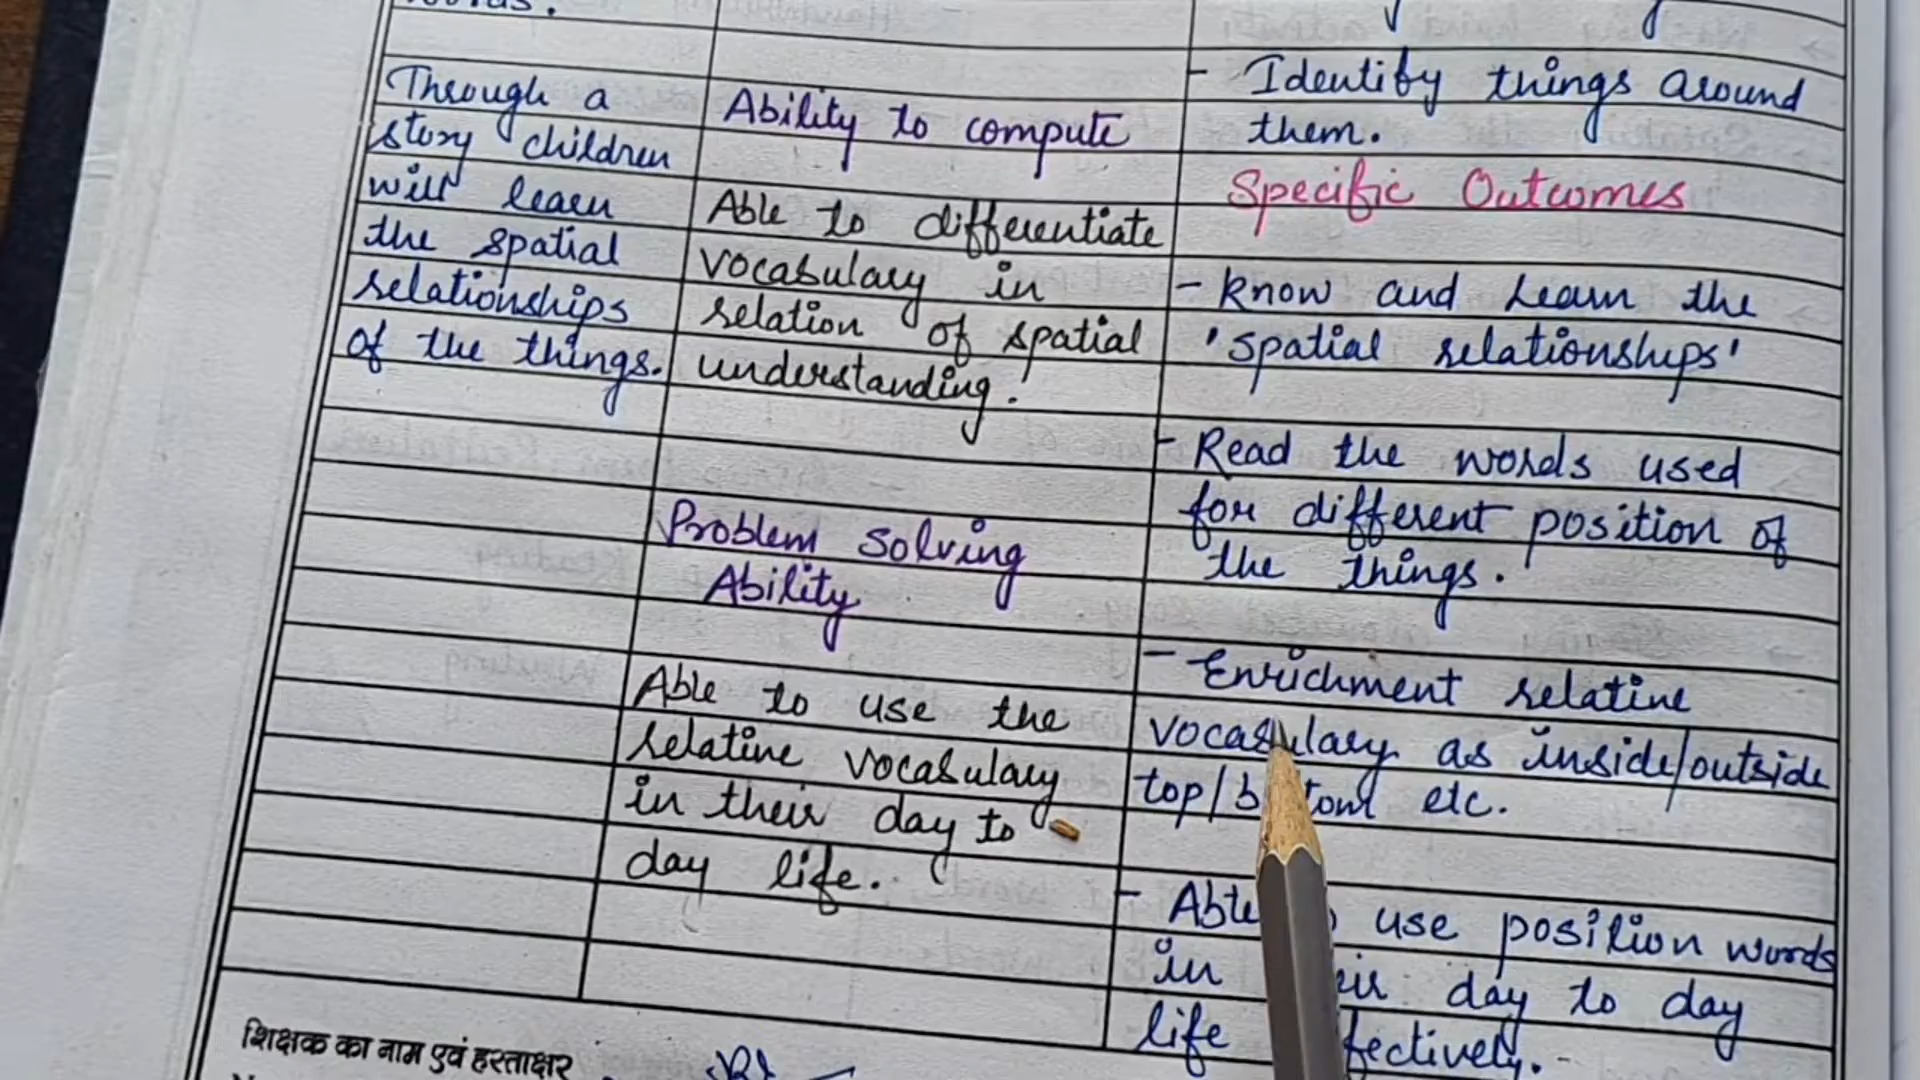 Through a
story children
will learn
the spatial
relationships
of the things.
Ability to compute
Able to differentiate
vocabulary in
relation of spatial
understanding.
Problem Solving
Ability
Able to use the
relative vocabulary
in their day to
day life.
- Identify things around
them.
Specific Outcomes
- know and Learn the
'spatial relationships'
- Read the words used
for different position of
the things.
- Enrichment relative
vocabulary as inside/outside
top/b tom etc.
- Able use position words
in day to day
life
शिक्षक का नाम एवं हस्ताक्षर